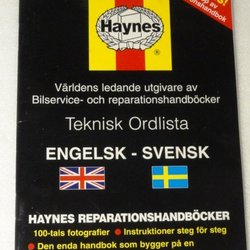 Haynes
Världens ledande utgivare av
Bilservice- och reparationshandböcker
Teknisk Ordlista
ENGELSK - SVENSK
HAYNES REPARATIONSHANDBÖCKER
100-tals fotografier • Instruktioner steg för steg
• Den enda handbok som bygger på en